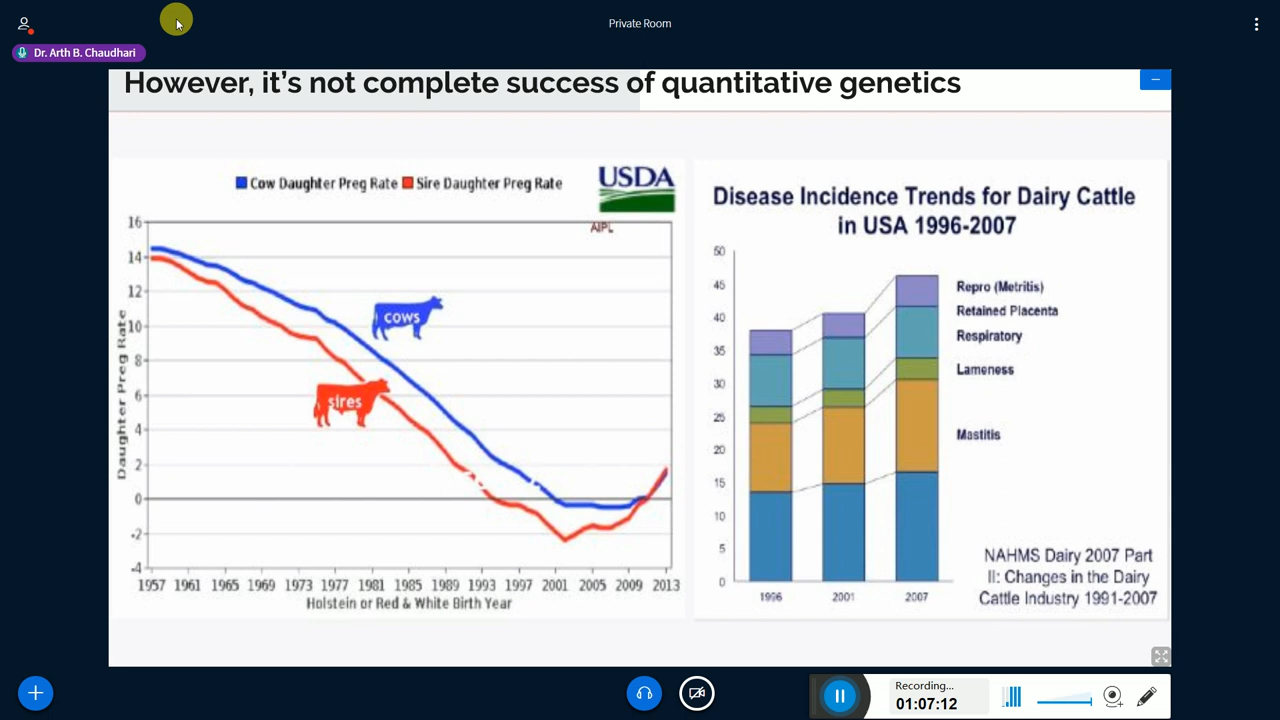 Private Room
Dr. Arth B. Chaudhari
However, it's not complete success of quantitative genetics
Cow Daughter Preg Rate Sire Daughter Preg Rate
USDA
AIPL
Daughter Preg Rate
16
14
12
10
8
6
4
2
0
-2
-4
cows
sires
1957 1961 1965 1969 1973 1977 1981 1985 1989 1993 1997 2001 2005 2009 2013
Holstein or Red & White Birth Year
Disease Incidence Trends for Dairy Cattle
in USA 1996-2007
50
45
40
35
30
25
20
15
10
5
0
Repro (Metritis)
Retained Placenta
Respiratory
Lameness
Mastitis
1996 2001 2007
NAHMS Dairy 2007 Part
II: Changes in the Dairy
Cattle Industry 1991-2007
Recording...
01:07:12